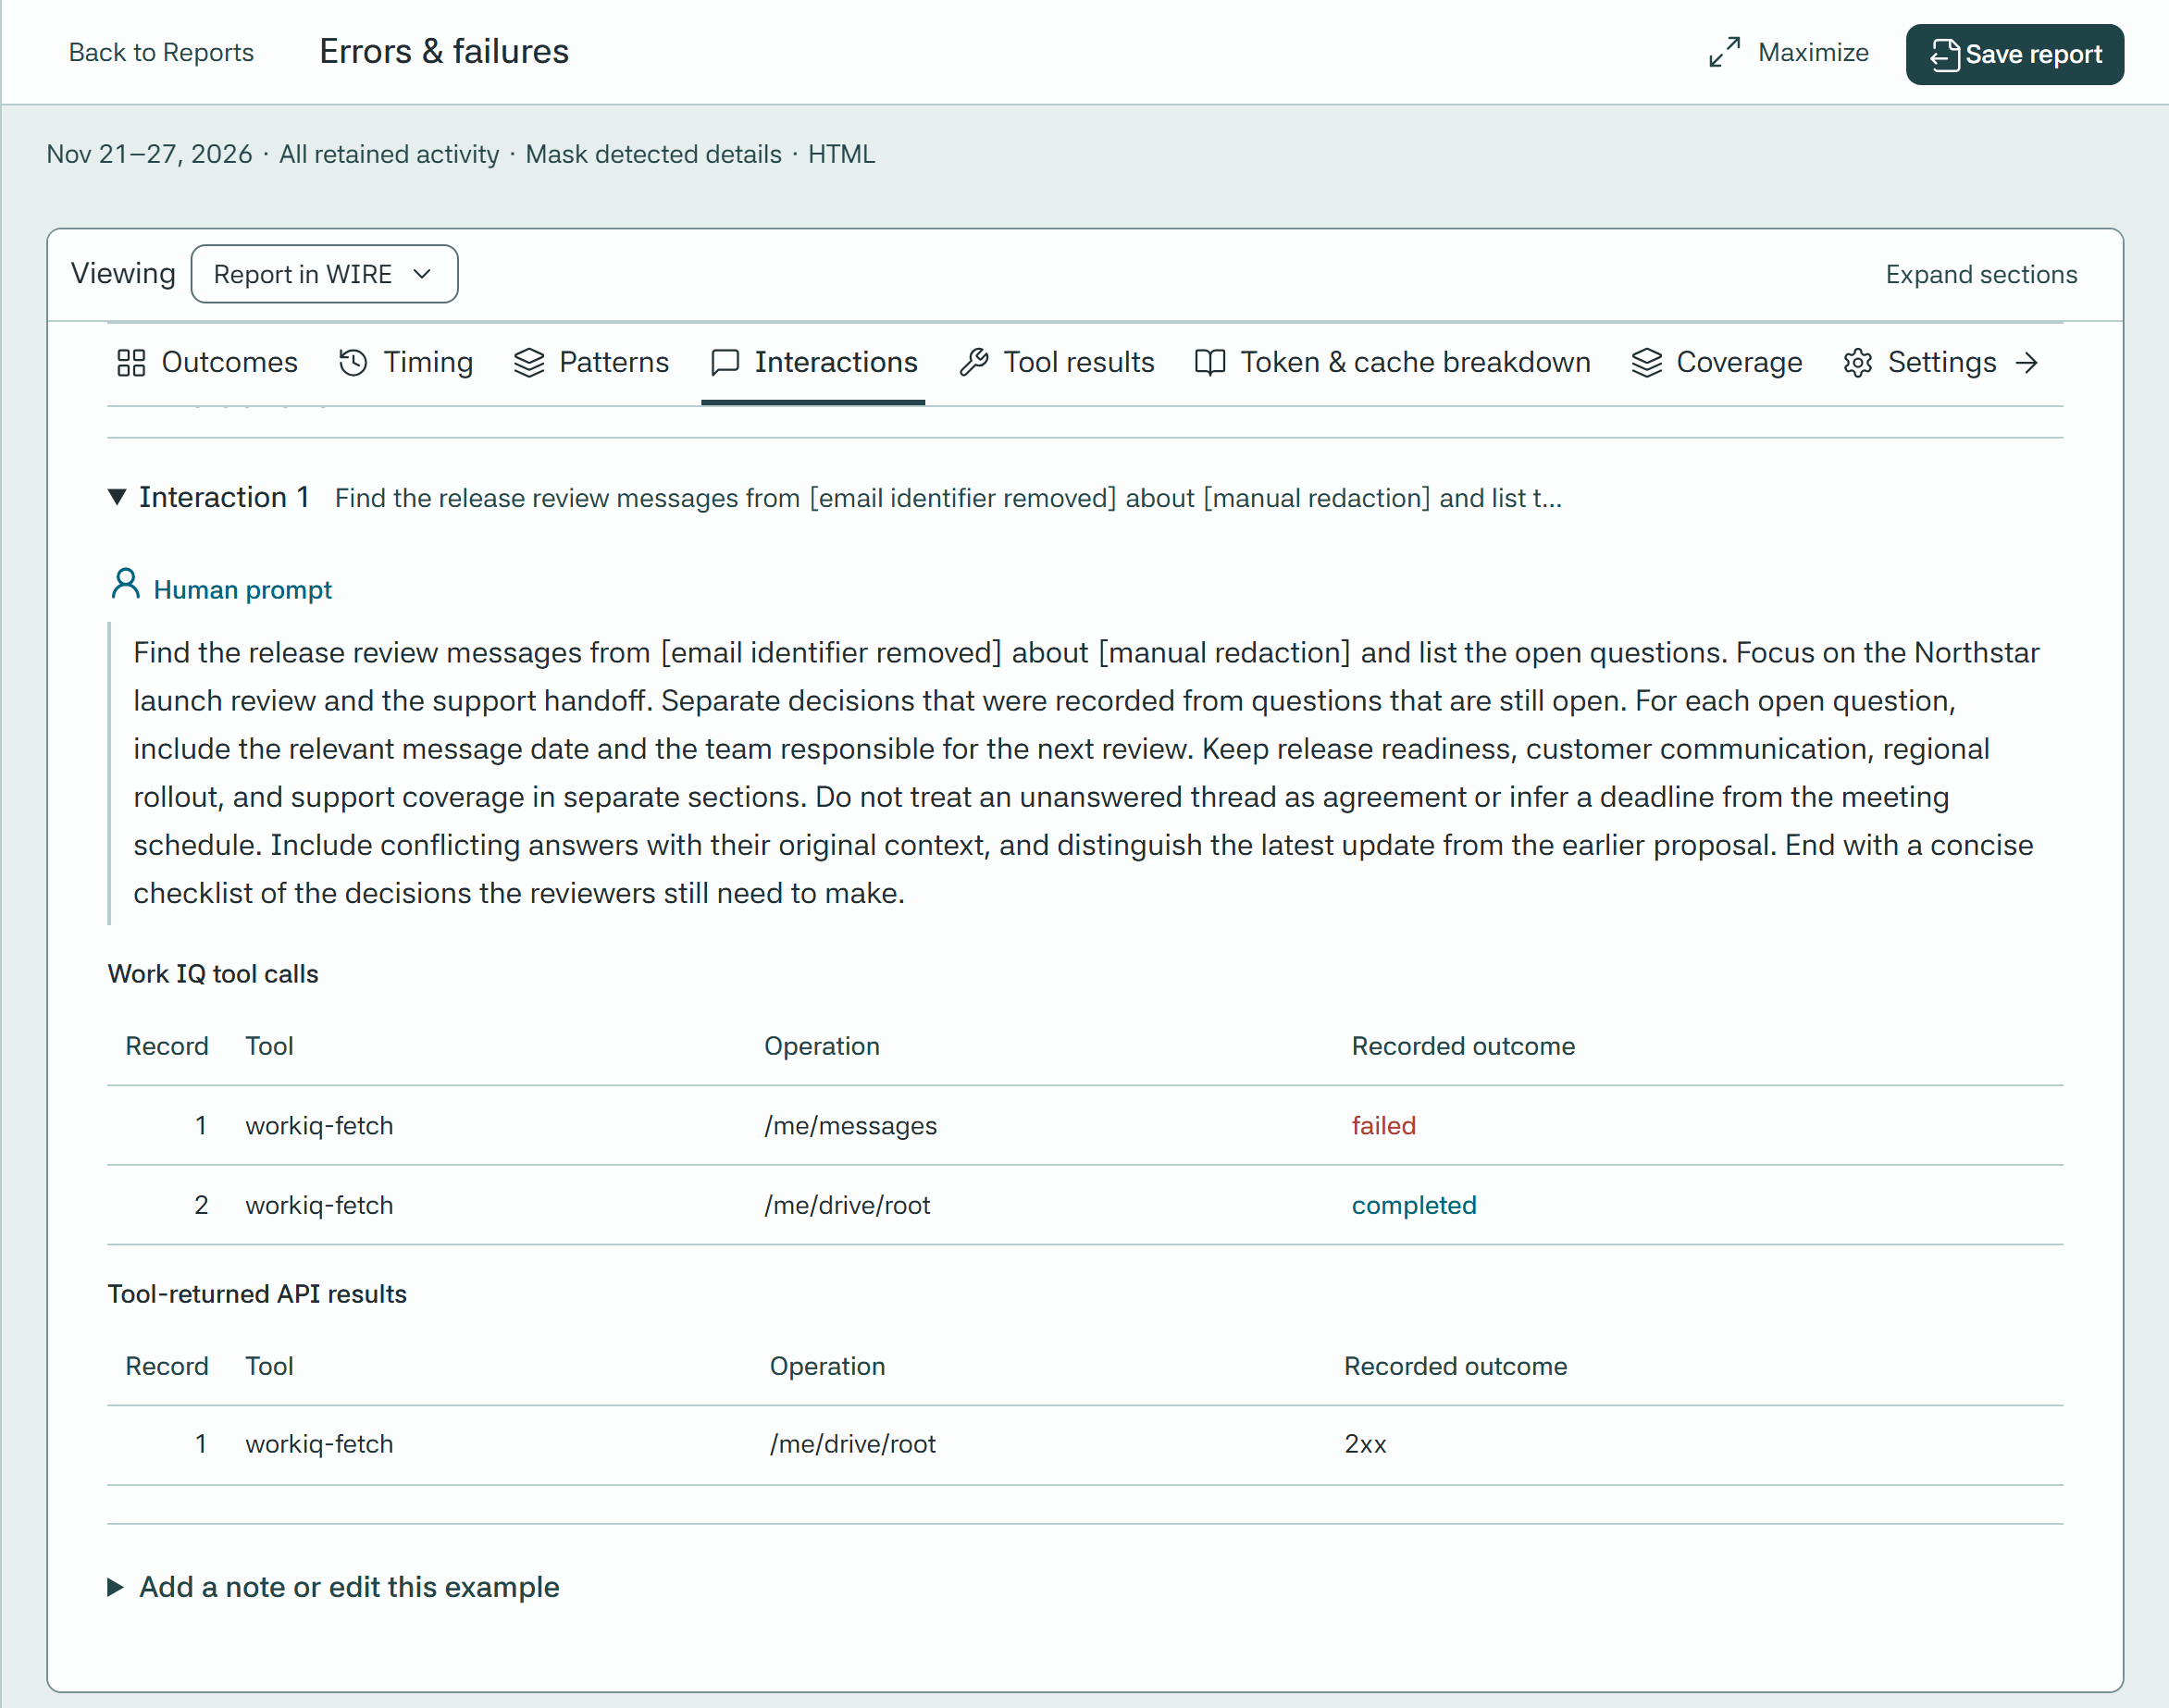 Back to Reports
Errors & failures
Maximize
Save report
Nov 21–27, 2026 · All retained activity · Mask detected details · HTML
Viewing
Report in WIRE
Expand sections
Outcomes
Timing
Patterns
Interactions
Tool results
Token & cache breakdown
Coverage
Settings
Interaction 1 Find the release review messages from [email identifier removed] about [manual redaction] and list t...
Human prompt
Find the release review messages from [email identifier removed] about [manual redaction] and list the open questions. Focus on the Northstar
launch review and the support handoff. Separate decisions that were recorded from questions that are still open. For each open question,
include the relevant message date and the team responsible for the next review. Keep release readiness, customer communication, regional
rollout, and support coverage in separate sections. Do not treat an unanswered thread as agreement or infer a deadline from the meeting
schedule. Include conflicting answers with their original context, and distinguish the latest update from the earlier proposal. End with a concise
checklist of the decisions the reviewers still need to make.
Work IQ tool calls
Record Tool Operation Recorded outcome
1 workiq-fetch /me/messages failed
2 workiq-fetch /me/drive/root completed
Tool-returned API results
Record Tool Operation Recorded outcome
1 workiq-fetch /me/drive/root 2xx
Add a note or edit this example